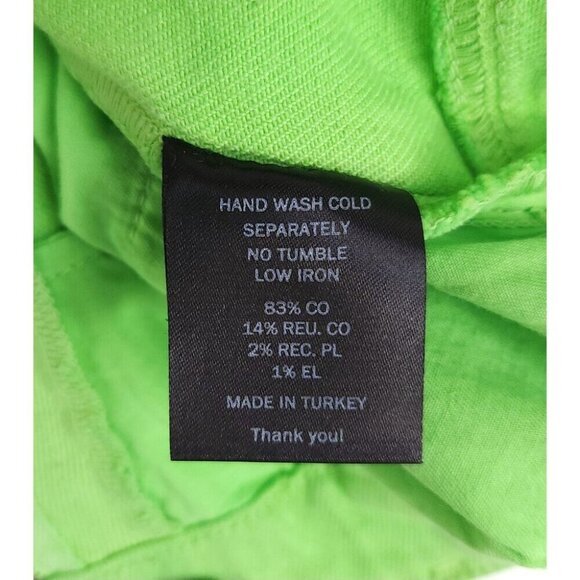 HAND WASH COLD
SEPARATELY
NO TUMBLE
LOW IRON
83% CO
14% REU. CO
2% REC. PL
1% EL
MADE IN TURKEY
Thank you!